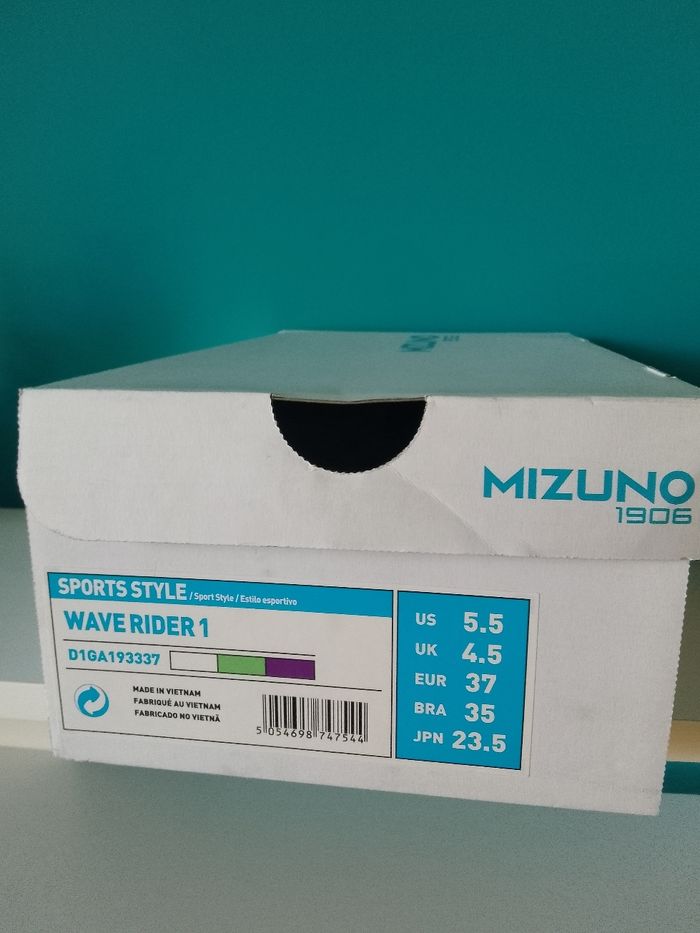 MIZUNO
MIZUNO
1906
SPORTS STYLE / Sport Style / Estilo esportivo
WAVE RIDER 1
D1GA193337
MADE IN VIETNAM
FABRIQUÉ AU VIETNAM
FABRICADO NO VIETNÃ
5 054698 747544
US 5.5
UK 4.5
EUR 37
BRA 35
JPN 23.5